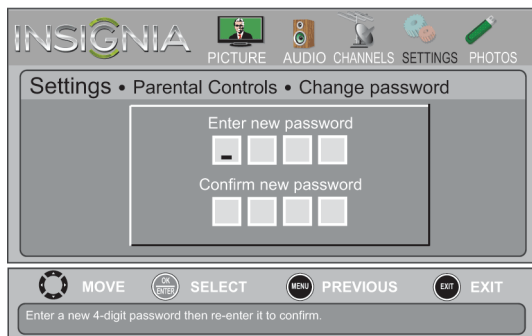 INSIGNIA
PICTURE AUDIO CHANNELS SETTINGS PHOTOS
Settings • Parental Controls • Change password
Enter new password
Confirm new password
MOVE OK ENTER SELECT MENU PREVIOUS EXIT EXIT
Enter a new 4-digit password then re-enter it to confirm.